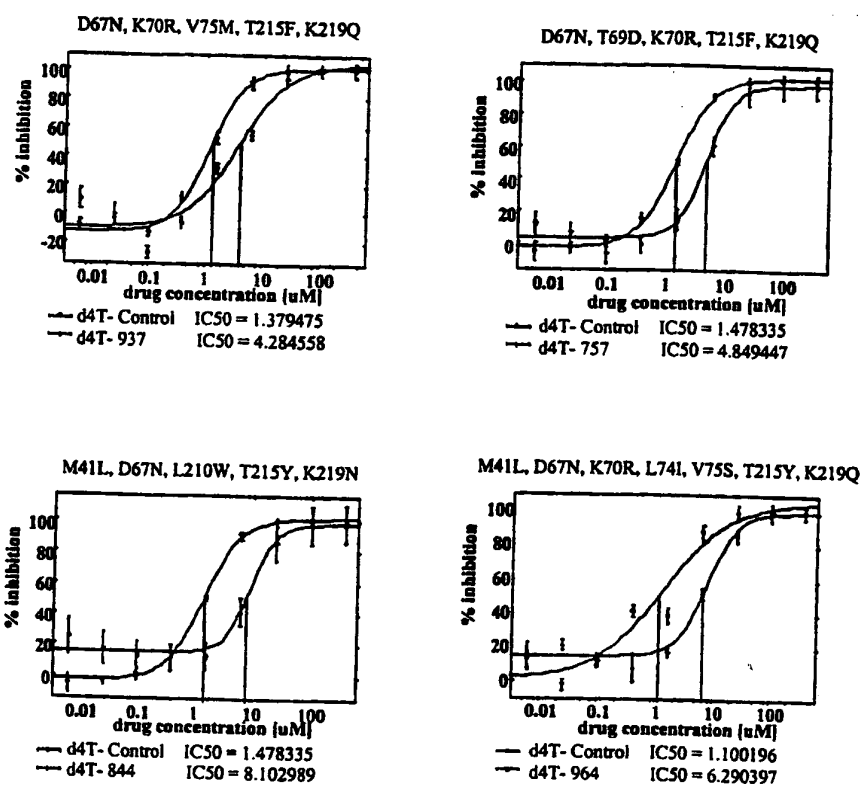 D67N, K70R, V75M, T215F, K219Q
100
80
60
40
20
0
-20
% inhibition
0.01 0.1 1 10 100
drug concentration [uM]
d4T- Control IC50 = 1.379475
d4T- 937 IC50 = 4.284558
D67N, T69D, K70R, T215F, K219Q
100
80
60
40
20
0
% inhibition
0.01 0.1 1 10 100
drug concentration [uM]
d4T- Control IC50 = 1.478335
d4T- 757 IC50 = 4.849447
M41L, D67N, L210W, T215Y, K219N
100
80
60
40
20
0
% inhibition
0.01 0.1 1 10 100
drug concentration [uM]
d4T- Control IC50 = 1.478335
d4T- 844 IC50 = 8.102989
M41L, D67N, K70R, L74I, V75S, T215Y, K219Q
100
80
60
40
20
0
% inhibition
0.01 0.1 1 10 100
drug concentration [uM]
d4T- Control IC50 = 1.100196
d4T- 964 IC50 = 6.290397